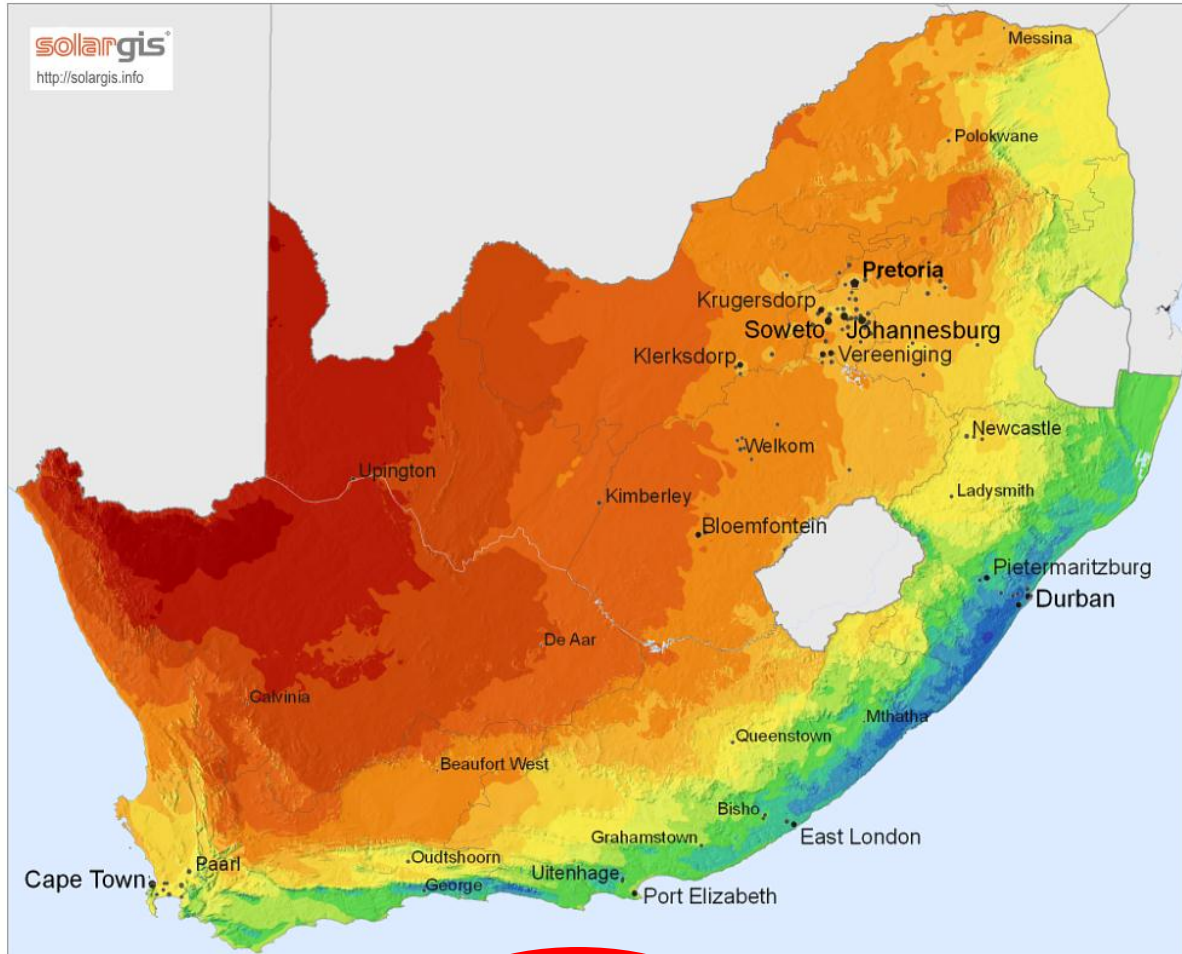 solargis
http://solargis.info
Messina
Polokwane
Pretoria
Krugersdorp
Soweto
Johannesburg
Klerksdorp
Vereeniging
Newcastle
Welkom
Upington
Ladysmith
Kimberley
Bloemfontein
Pietermaritzburg
Durban
De Aar
Calvinia
Mthatha
Queenstown
Beaufort West
Bisho
Grahamstown
East London
Oudtshoorn
Paarl
Uitenhage
Cape Town
George
Port Elizabeth